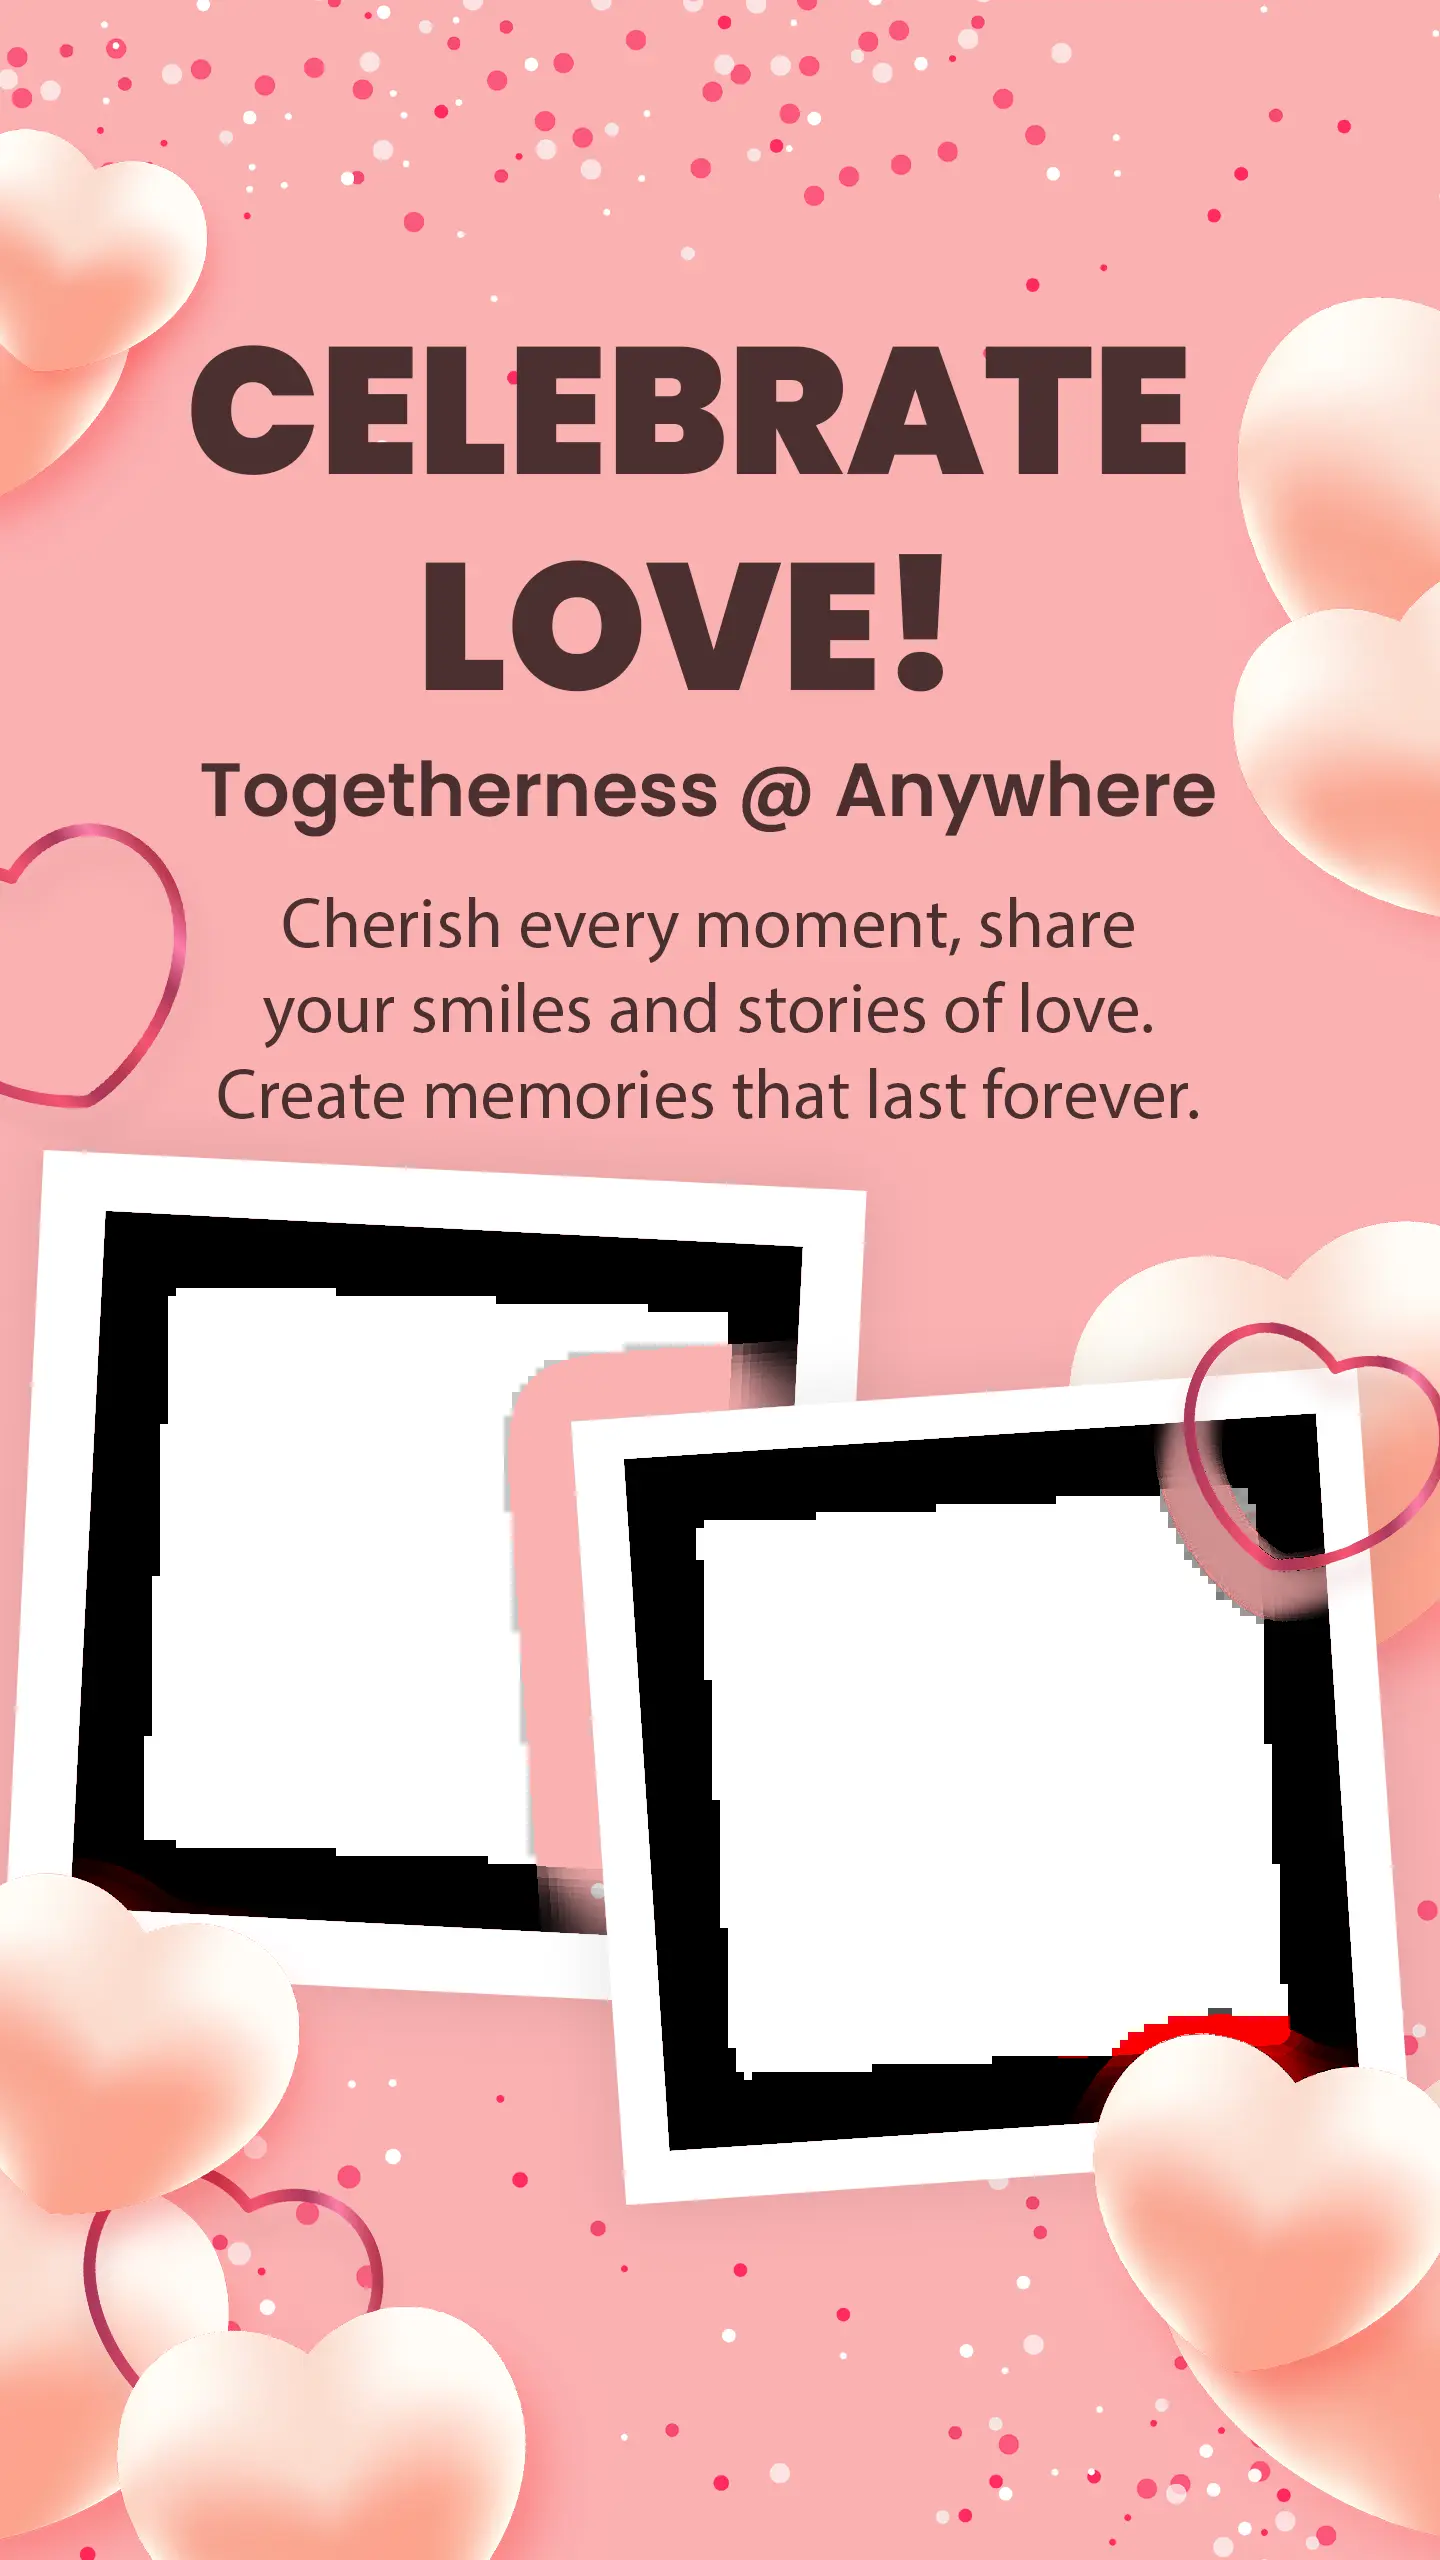 CELEBRATE
LOVE!
Togetherness @ Anywhere
Cherish every moment, share
your smiles and stories of love.
Create memories that last forever.